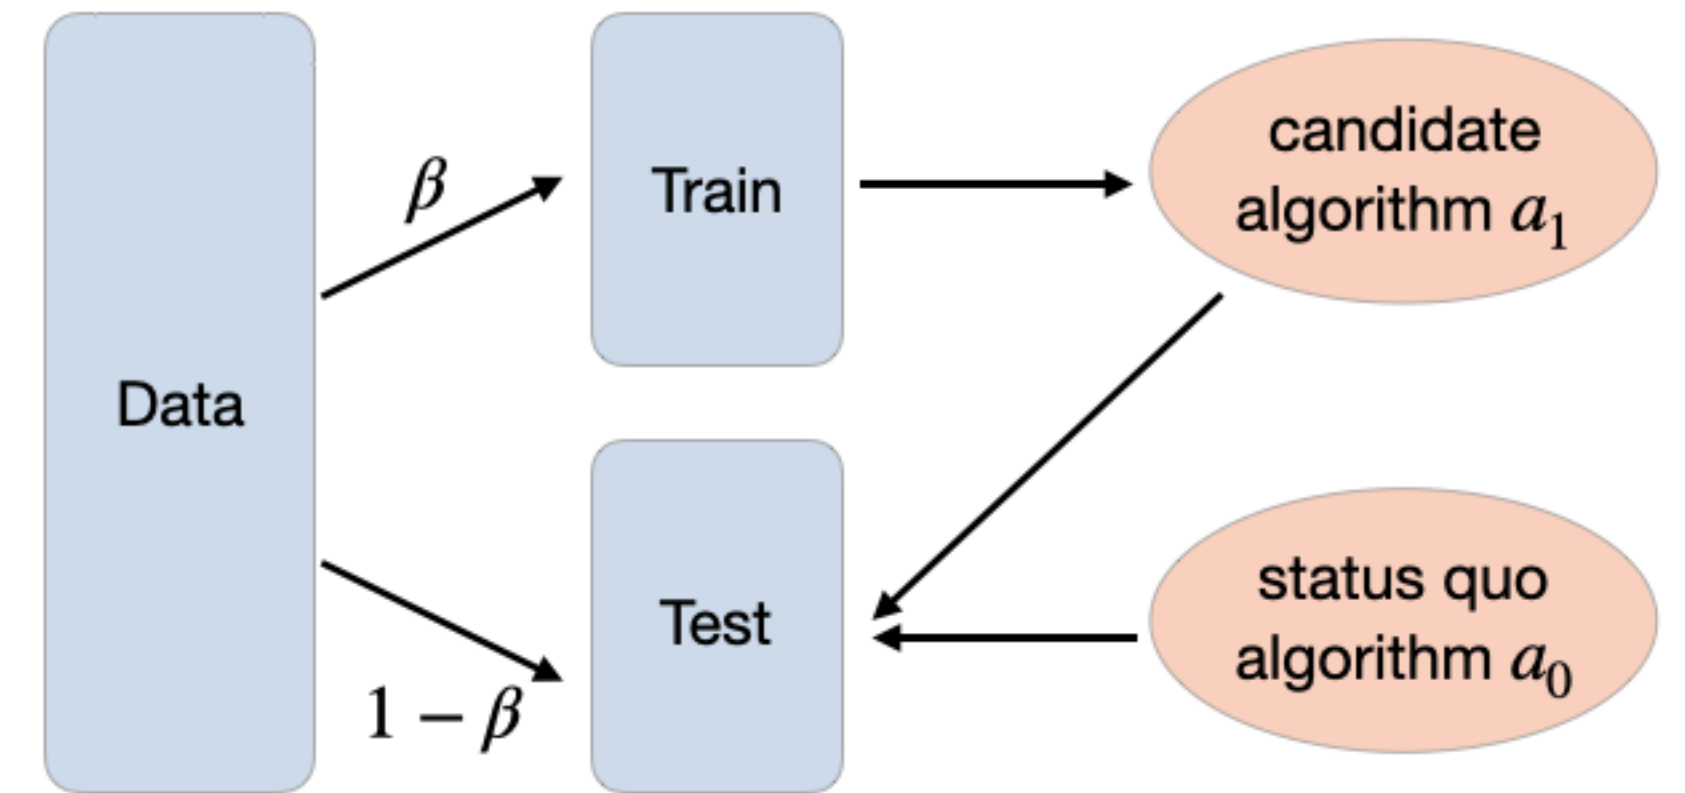 Data
β
1 − β
Train
Test
candidate
algorithm a₁
status quo
algorithm a₀